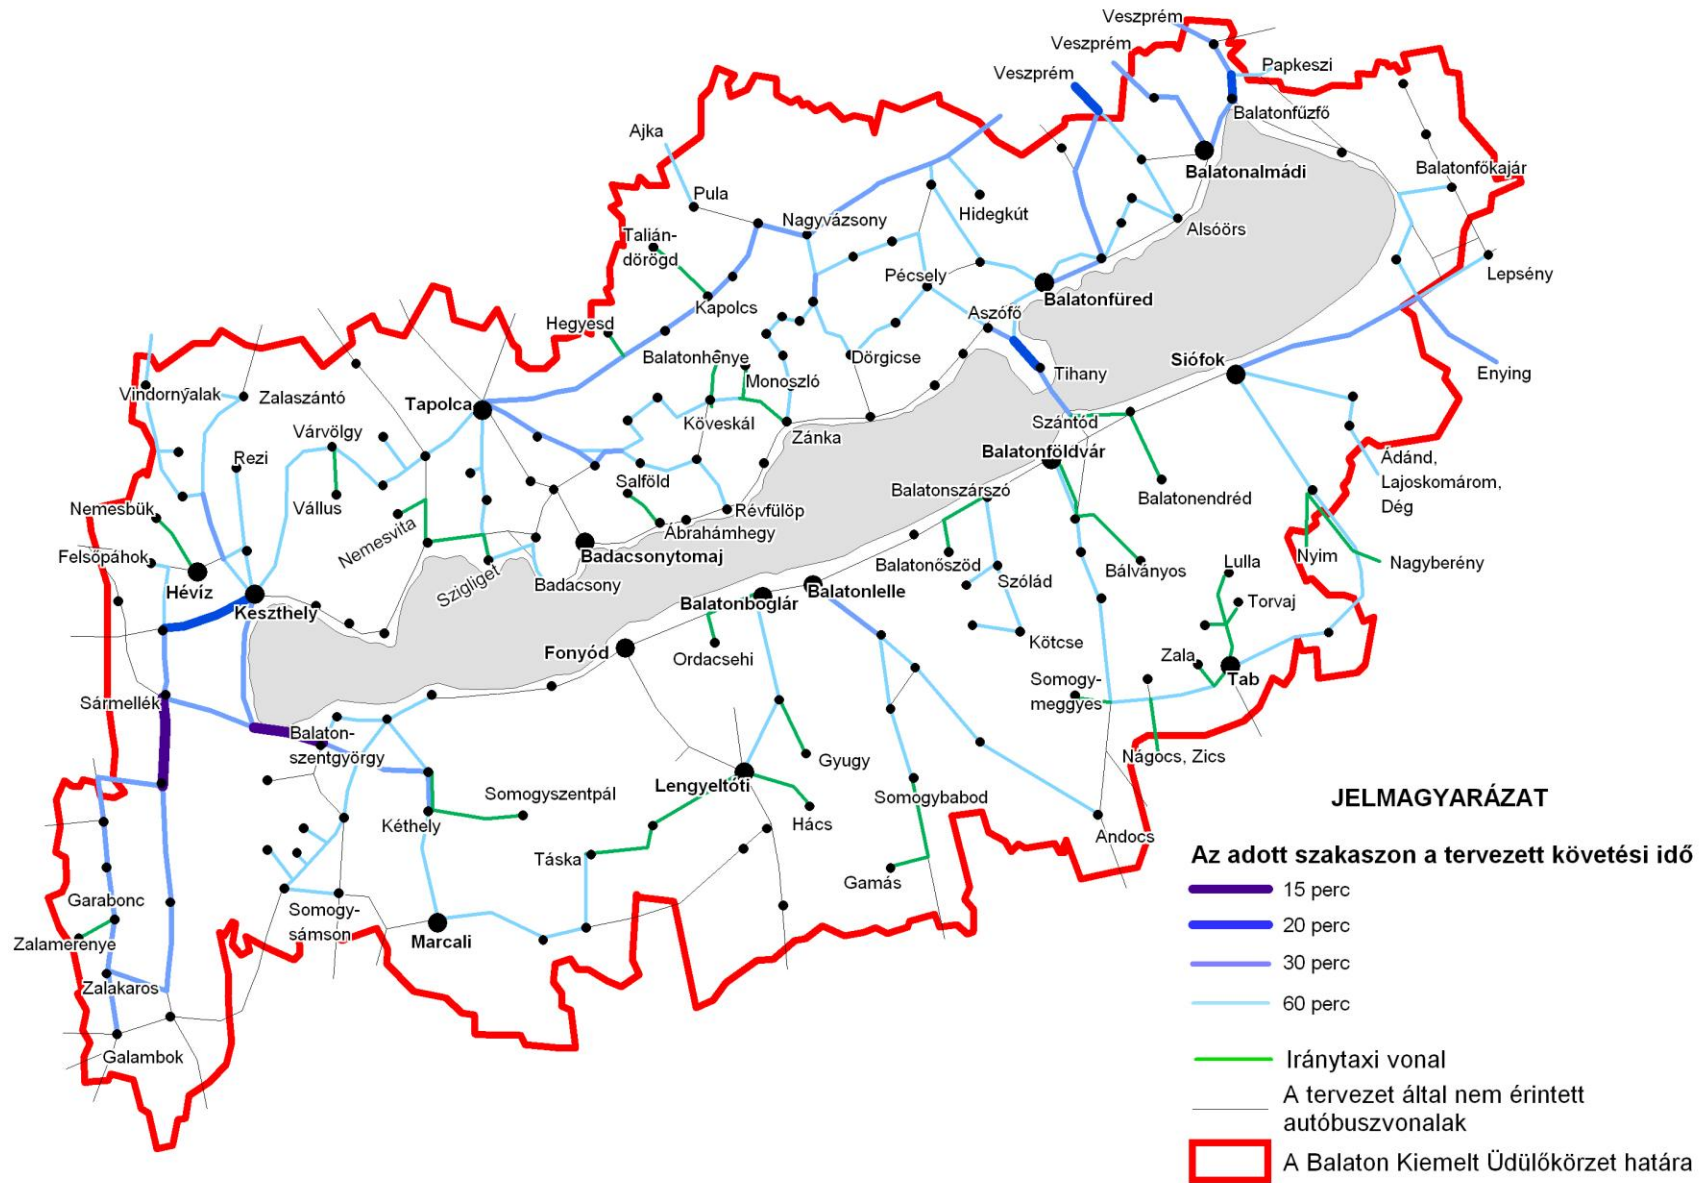 Veszprém
Veszprém
Veszprém
Papkeszi
Balatonfűzfő
Ajka
Balatonfőkajár
Balatonalmádi
Pula
Hidegkút
Nagyvázsony
Alsóörs
Talián-
dörögd
Pécsely
Lepsény
Kapolcs
Balatonfüred
Aszófő
Hegyesd
Balatonhenye
Dörgicse
Siófok
Monoszló
Tihany
Enying
Vindornyalak
Zalaszántó
Tapolca
Köveskál
Szántód
Várvölgy
Zánka
Balatonföldvár
Rezi
Ádánd,
Lajoskomárom,
Dég
Salföld
Balatonszárszó
Balatonendréd
Nemesbük
Vállus
Révfülöp
Nemesvita
Ábrahámhegy
Felsőpáhok
Badacsonytomaj
Nyim
Nagyberény
Balatonőszöd
Szólád
Bálványos
Lulla
Hévíz
Szigliget
Badacsony
Keszthely
Balatonboglár
Balatonlelle
Torvaj
Fonyód
Ordacsehi
Kötcse
Zala
Tab
Somogy-
meggyes
Sármellék
Balaton-
szentgyörgy
Gyugy
Nágocs, Zics
Lengyeltóti
Somogyszentpál
Somogybabod
Kéthely
Hács
Andocs
Táska
Gamás
Garabonc
Somogy-
sámson
Zalamerenye
Marcali
Zalakaros
Galambok
JELMAGYARÁZAT
Az adott szakaszon a tervezett követési idő
15 perc
20 perc
30 perc
60 perc
Iránytaxi vonal
A tervezet által nem érintett
autóbuszvonalak
A Balaton Kiemelt Üdülőkörzet határa